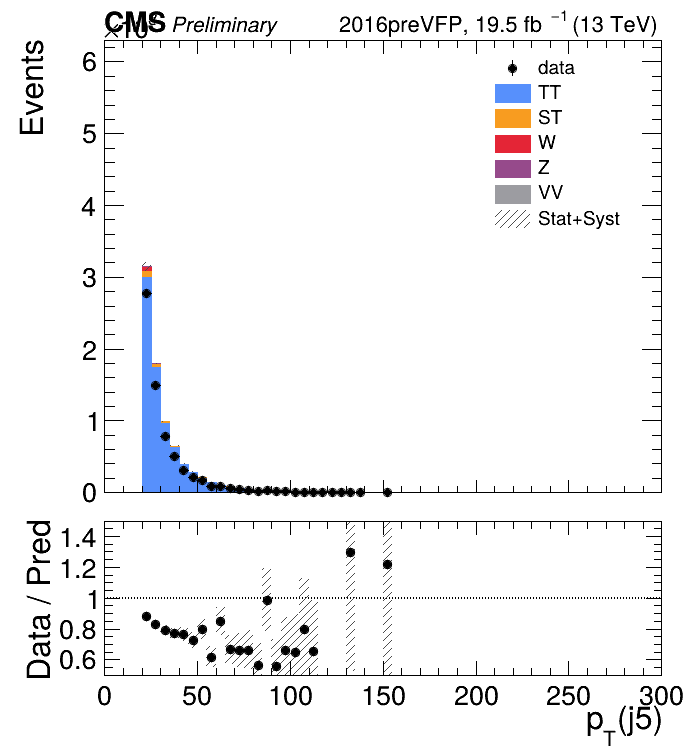 CMS Preliminary 2016preVFP, 19.5 fb⁻¹ (13 TeV)
Events
6
5
4
3
2
1
0
data
TT
ST
W
Z
VV
Stat+Syst
Data / Pred
1.4
1.2
1
0.8
0.6
0 50 100 150 200 250 300
p_T(j5)